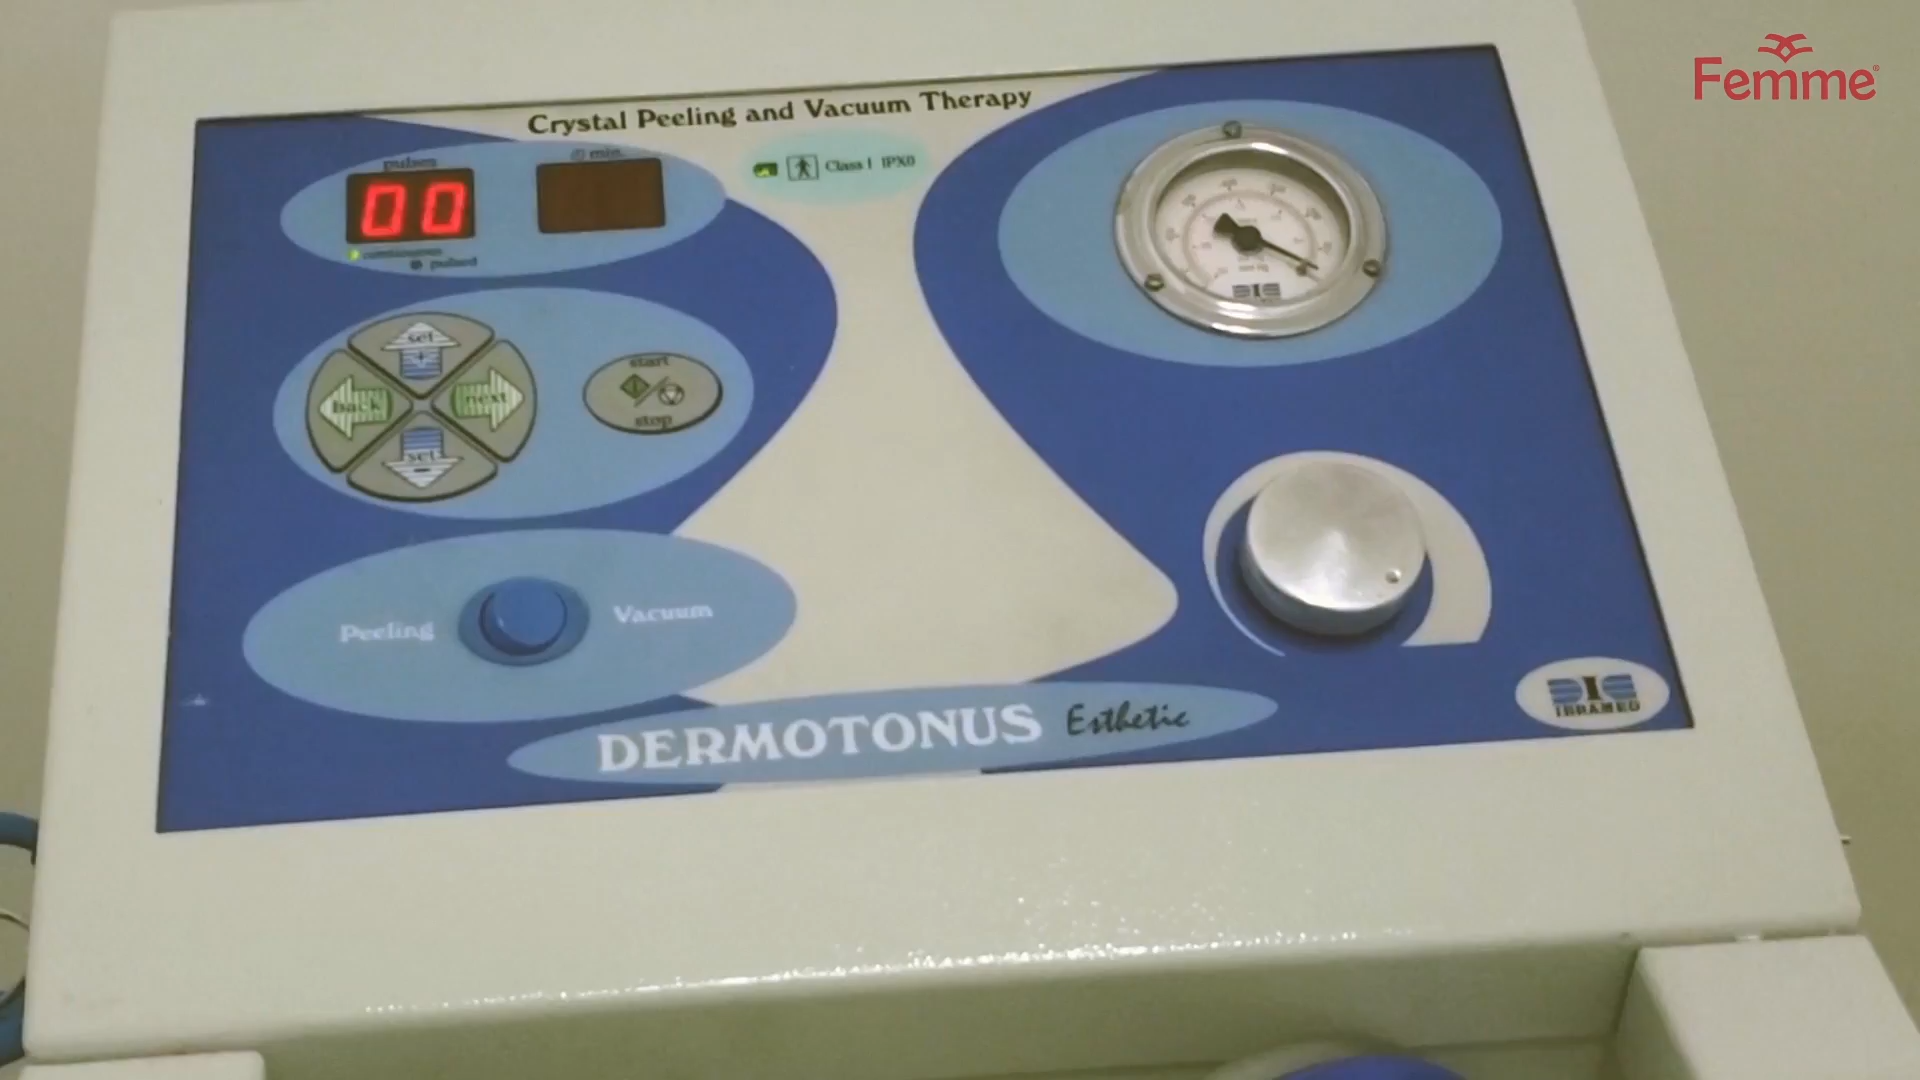 Femme
Crystal Peeling and Vacuum Therapy
pulses
min.
00
Class I IPX0
continuous
pulsed
set
+
back
next
set
-
start
stop
Peeling
Vacuum
DERMOTONUS Esthetic
IBRAMED